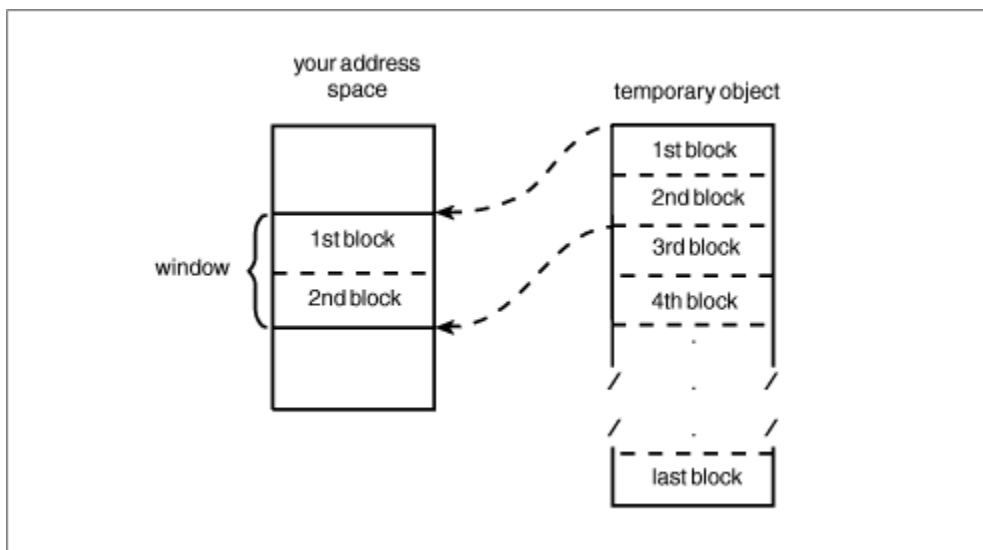 your address
space
temporary object
window
1st block
2nd block
1st block
2nd block
3rd block
4th block
last block